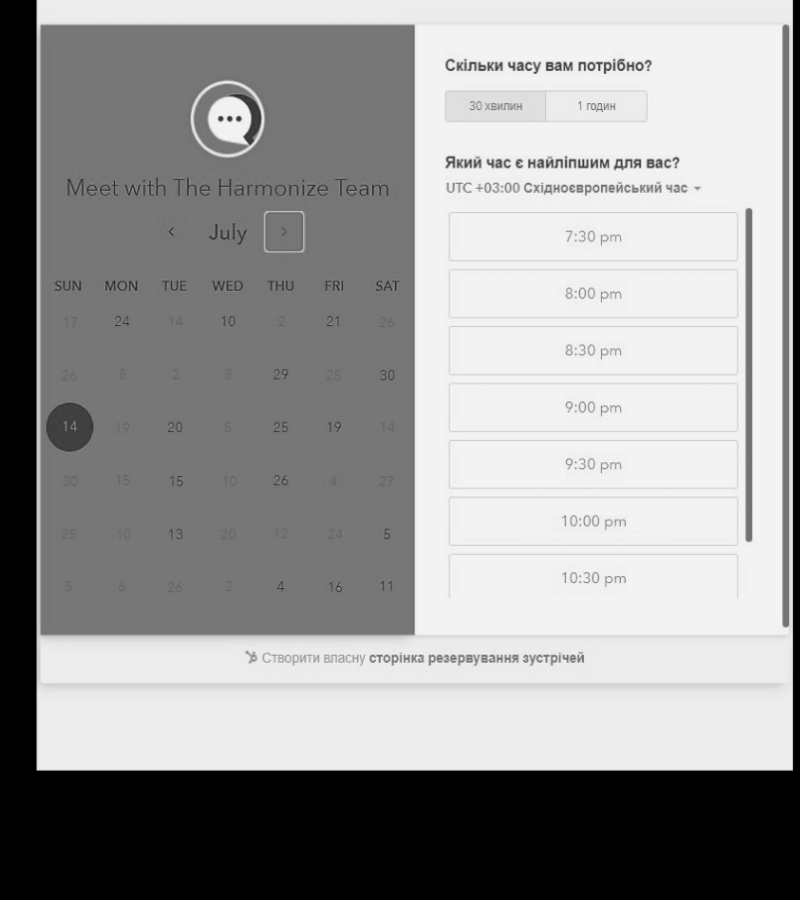 Meet with The Harmonize Team
July
SUN MON TUE WED THU FRI SAT
17 24 14 10 2 21 26
26 8 2 8 29 25 30
14 19 20 5 25 19 14
30 15 15 10 26 4 27
25 10 13 20 12 24 5
5 6 26 2 4 16 11
Скільки часу вам потрібно?
30 хвилин 1 годин
Який час є найліпшим для вас?
UTC +03:00 Східноєвропейський час
7:30 pm
8:00 pm
8:30 pm
9:00 pm
9:30 pm
10:00 pm
10:30 pm
Створити власну сторінка резервування зустрічей